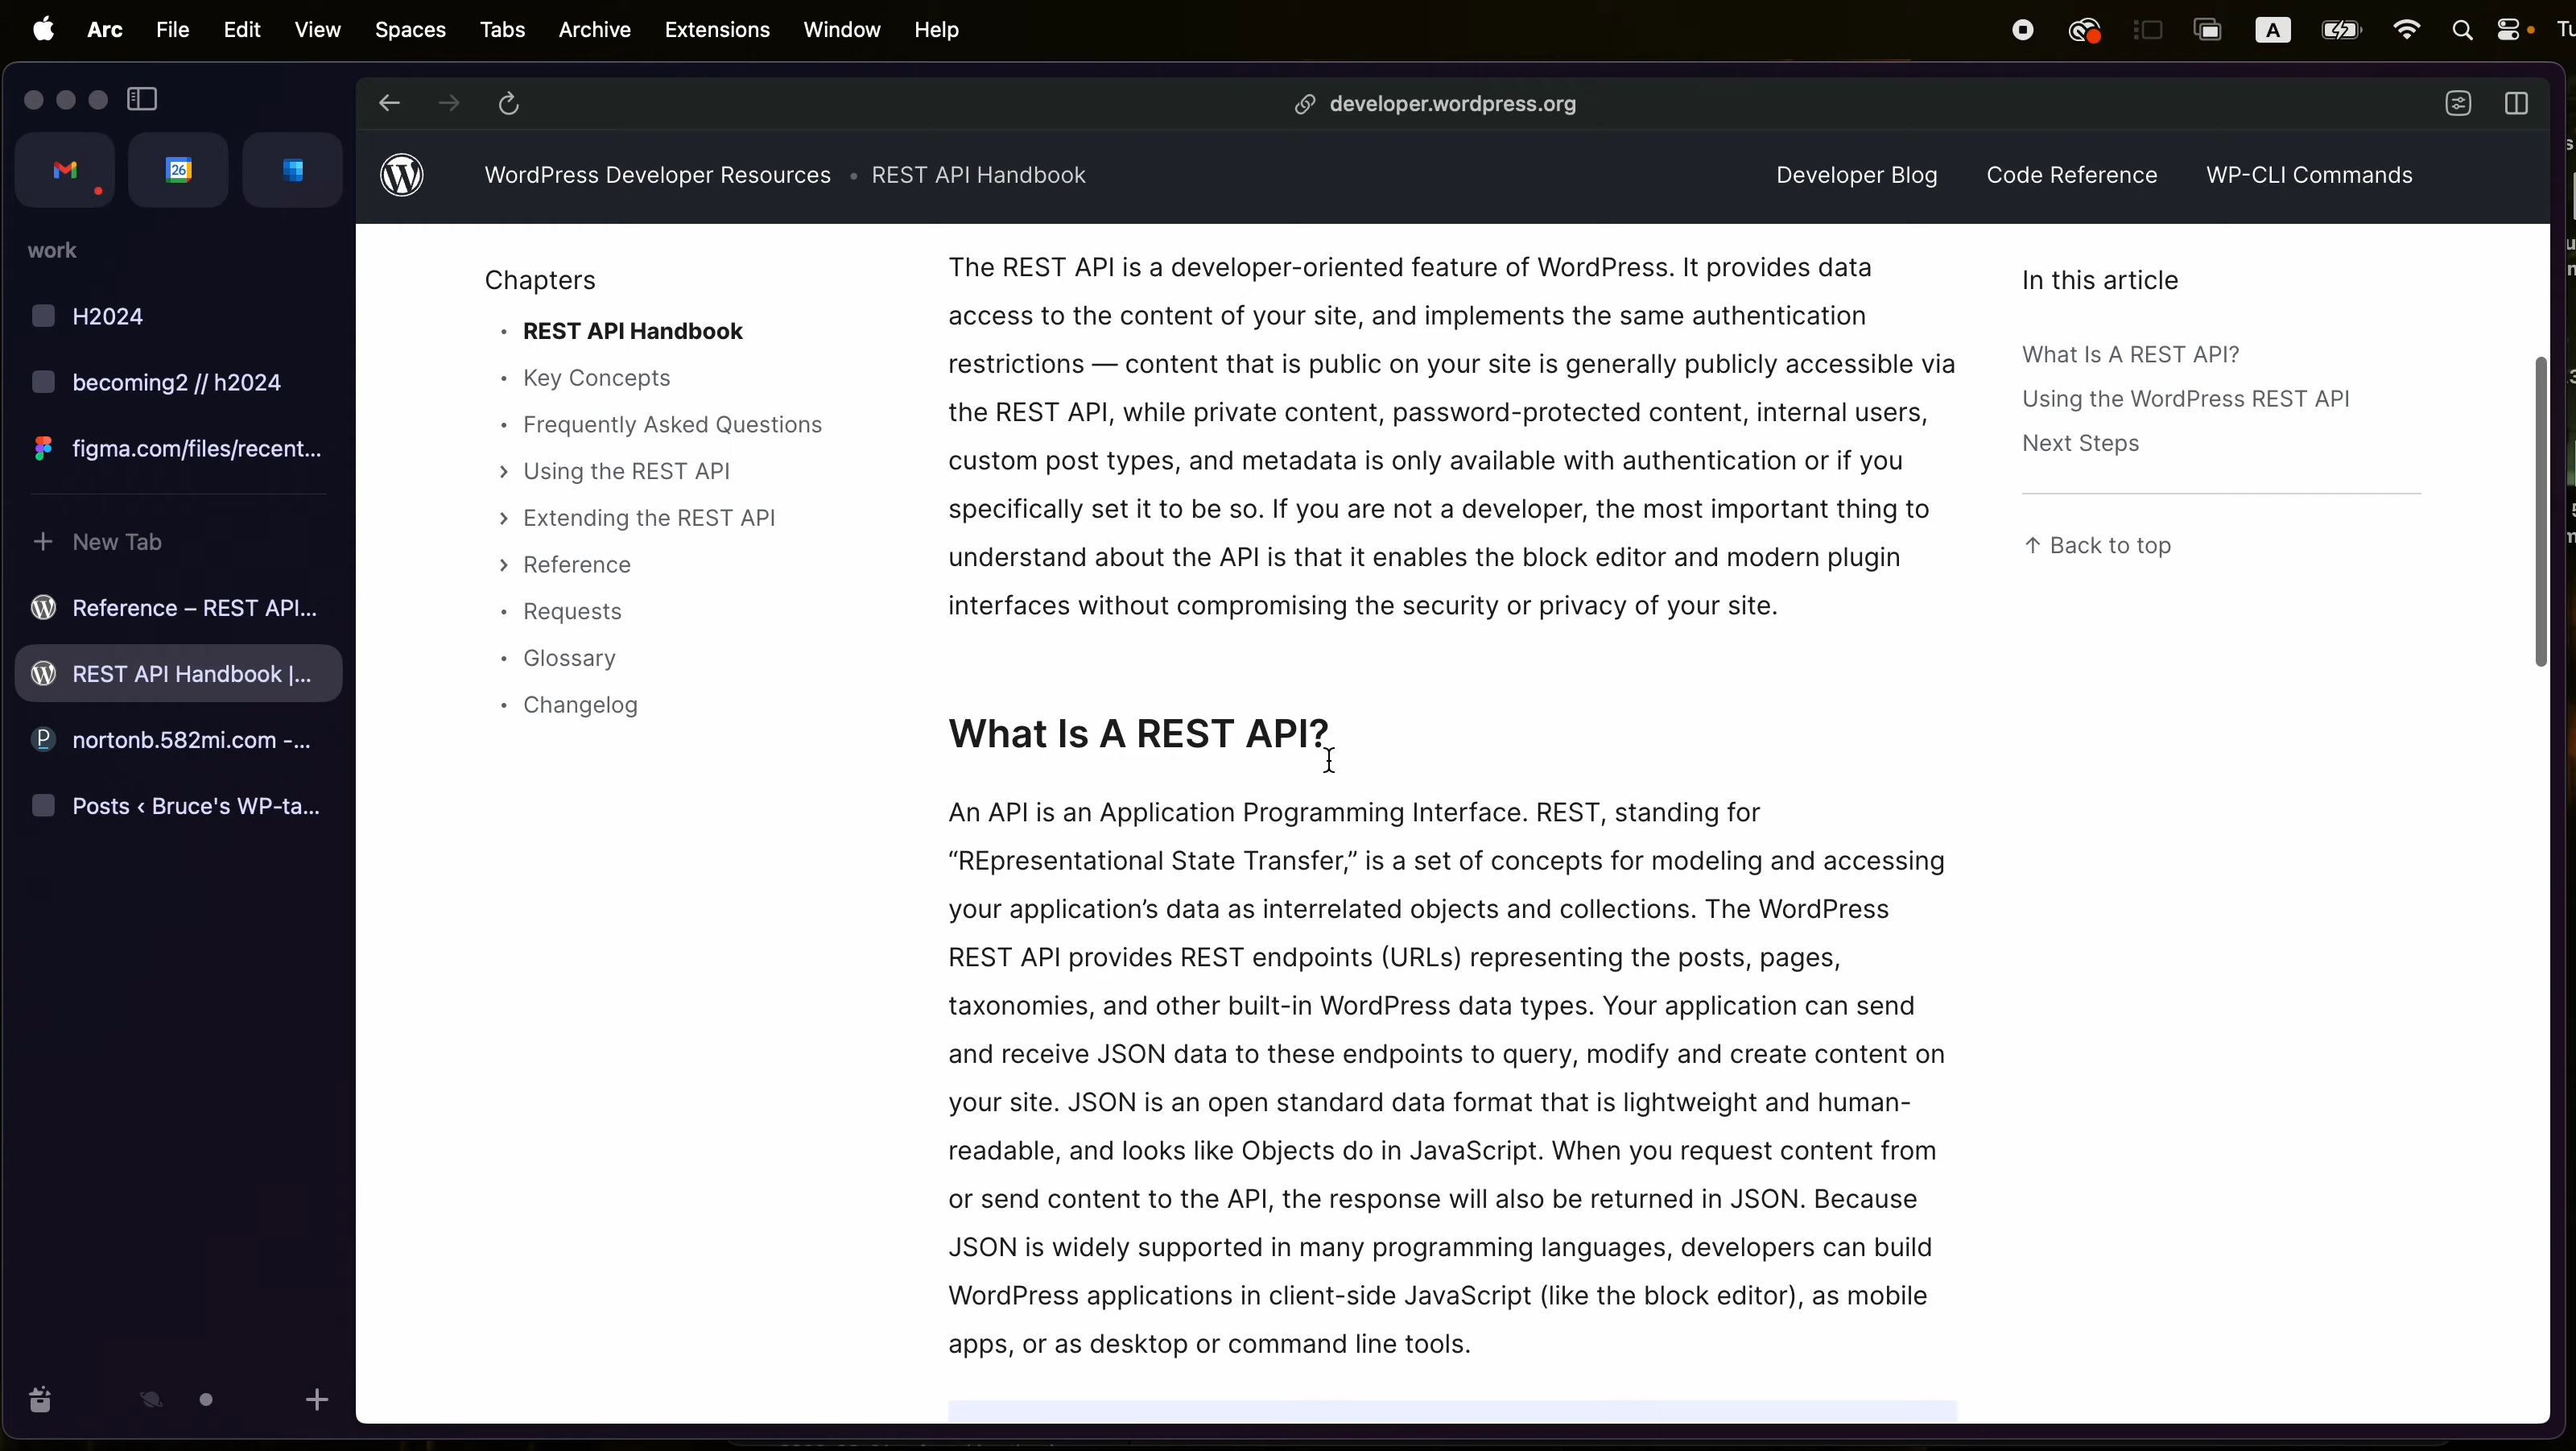 Arc File Edit View Spaces Tabs Archive Extensions Window Help
A
developer.wordpress.org
26
work
H2024
becoming2 // h2024
figma.com/files/recent...
New Tab
Reference – REST API...
REST API Handbook |...
nortonb.582mi.com -...
Posts ‹ Bruce's WP-ta...
WordPress Developer Resources • REST API Handbook
Developer Blog Code Reference WP-CLI Commands
Chapters
• REST API Handbook
• Key Concepts
• Frequently Asked Questions
› Using the REST API
› Extending the REST API
› Reference
• Requests
• Glossary
• Changelog
The REST API is a developer-oriented feature of WordPress. It provides data
access to the content of your site, and implements the same authentication
restrictions — content that is public on your site is generally publicly accessible via
the REST API, while private content, password-protected content, internal users,
custom post types, and metadata is only available with authentication or if you
specifically set it to be so. If you are not a developer, the most important thing to
understand about the API is that it enables the block editor and modern plugin
interfaces without compromising the security or privacy of your site.
What Is A REST API?
An API is an Application Programming Interface. REST, standing for
“REpresentational State Transfer,” is a set of concepts for modeling and accessing
your application’s data as interrelated objects and collections. The WordPress
REST API provides REST endpoints (URLs) representing the posts, pages,
taxonomies, and other built-in WordPress data types. Your application can send
and receive JSON data to these endpoints to query, modify and create content on
your site. JSON is an open standard data format that is lightweight and human-
readable, and looks like Objects do in JavaScript. When you request content from
or send content to the API, the response will also be returned in JSON. Because
JSON is widely supported in many programming languages, developers can build
WordPress applications in client-side JavaScript (like the block editor), as mobile
apps, or as desktop or command line tools.
In this article
What Is A REST API?
Using the WordPress REST API
Next Steps
↑ Back to top